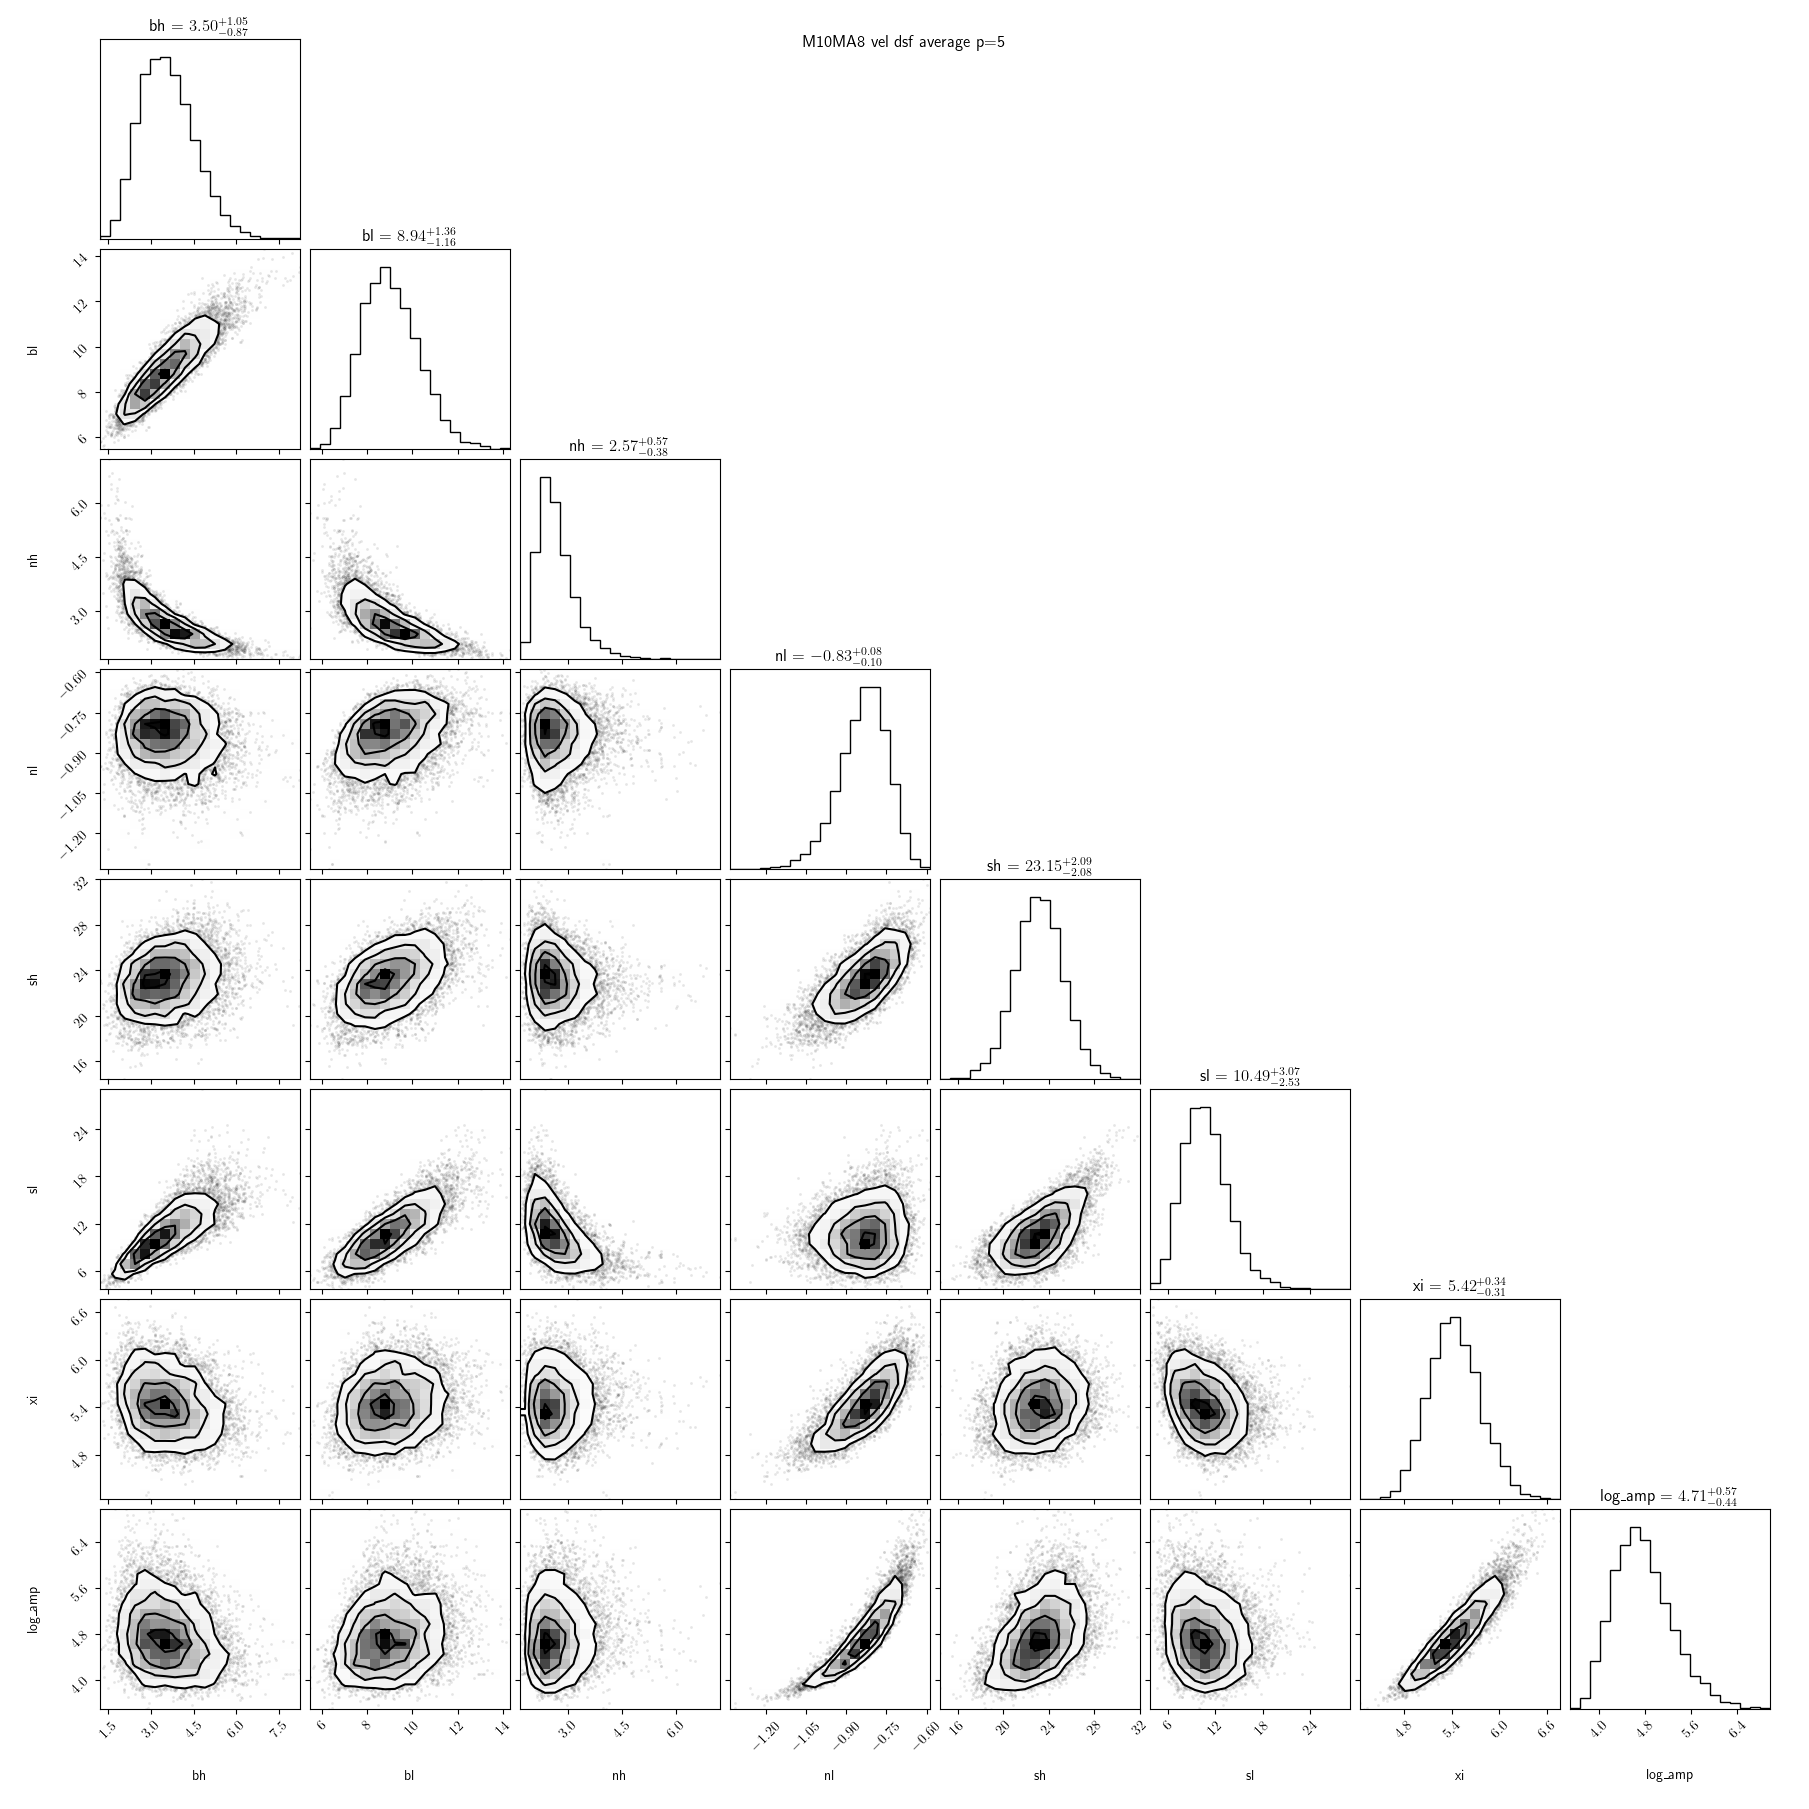 M10MA8 vel dsf average p=5
bh = 3.50^{+1.05}_{-0.87}
bl = 8.94^{+1.36}_{-1.16}
bl
14
12
10
8
6
nh = 2.57^{+0.57}_{-0.38}
nh
6.0
4.5
3.0
nl = −0.83^{+0.08}_{-0.10}
nl
−0.60
−0.75
−0.90
−1.05
−1.20
sh = 23.15^{+2.09}_{-2.08}
sh
32
28
24
20
16
sl = 10.49^{+3.07}_{-2.53}
sl
24
18
12
6
xi = 5.42^{+0.34}_{-0.31}
xi
6.6
6.0
5.4
4.8
log_amp = 4.71^{+0.57}_{-0.44}
log_amp
6.4
5.6
4.8
4.0
1.5 3.0 4.5 6.0 7.5
6 8 10 12 14
3.0 4.5 6.0
−1.20 −1.05 −0.90 −0.75 −0.60
16 20 24 28 32
6 12 18 24
4.8 5.4 6.0 6.6
4.0 4.8 5.6 6.4
bh bl nh nl sh sl xi log_amp